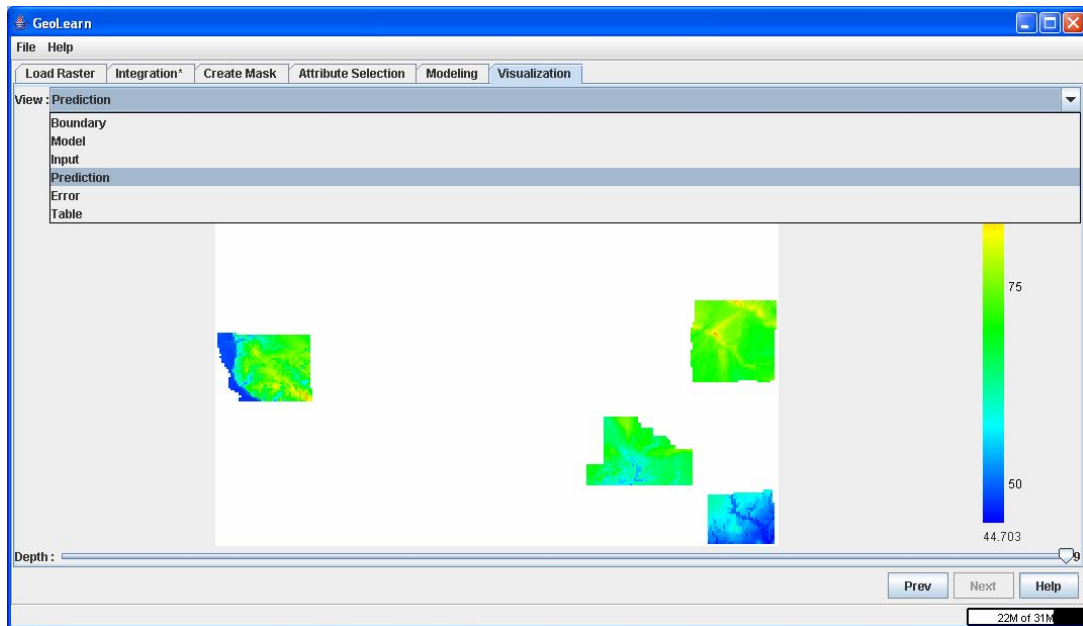 GeoLearn
File Help
Load Raster Integration* Create Mask Attribute Selection Modeling Visualization
View : Prediction
Boundary
Model
Input
Prediction
Error
Table
75
50
44.703
Depth : 9
Prev Next Help
22M of 31M